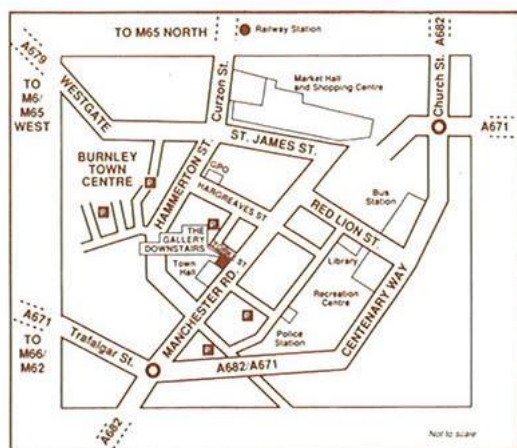 TO M65 NORTH
Railway Station
A682
A679
TO
M6/
M65
WEST
WESTGATE
Curzon St.
Market Hall
and Shopping Centre
Church St.
A671
ST. JAMES ST.
BURNLEY
TOWN
CENTRE
HAMMERTON ST.
GPO
HARGREAVES ST
P
P
P
THE
GALLERY
DOWNSTAIRS
Town
Hall
ST
MANCHESTER RD.
RED LION ST.
Bus
Station
Library
Recreation
Centre
CENTENARY WAY
Police
Station
P
P
A671
TO
M66/
M62
Trafalgar St.
A682/A671
A682
Not to scale